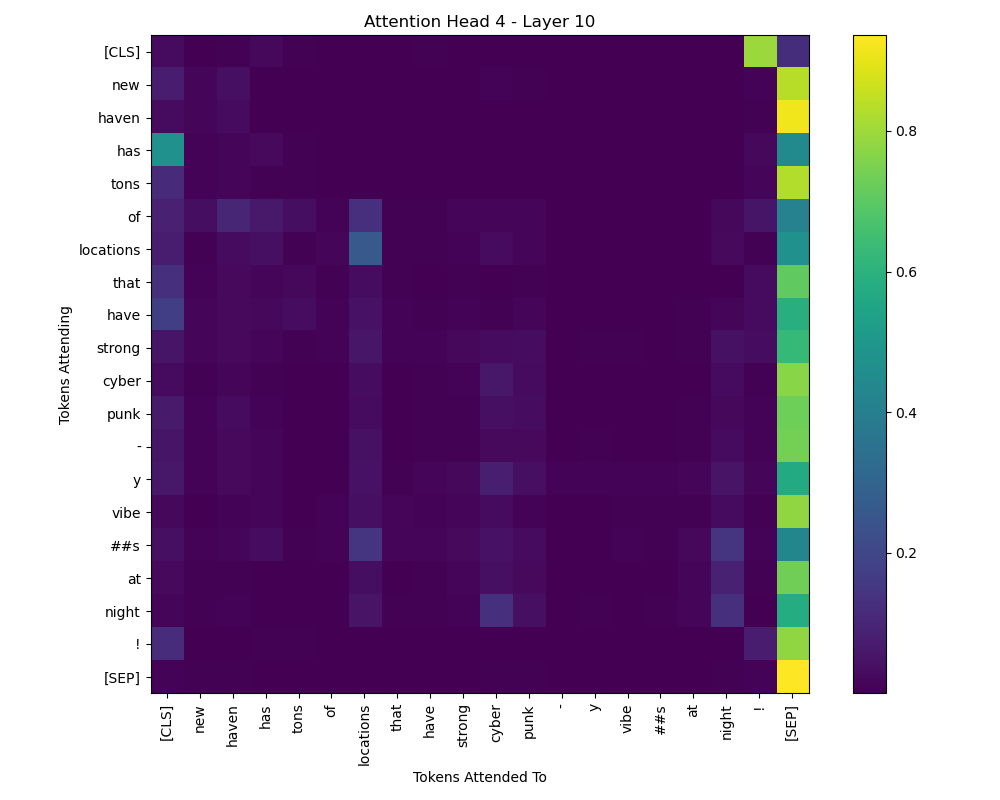 Attention Head 4 - Layer 10
Tokens Attending
[CLS]
new
haven
has
tons
of
locations
that
have
strong
cyber
punk
-
y
vibe
##s
at
night
!
[SEP]
[CLS]
new
haven
has
tons
of
locations
that
have
strong
cyber
punk
-
y
vibe
##s
at
night
!
[SEP]
Tokens Attended To
0.8
0.6
0.4
0.2